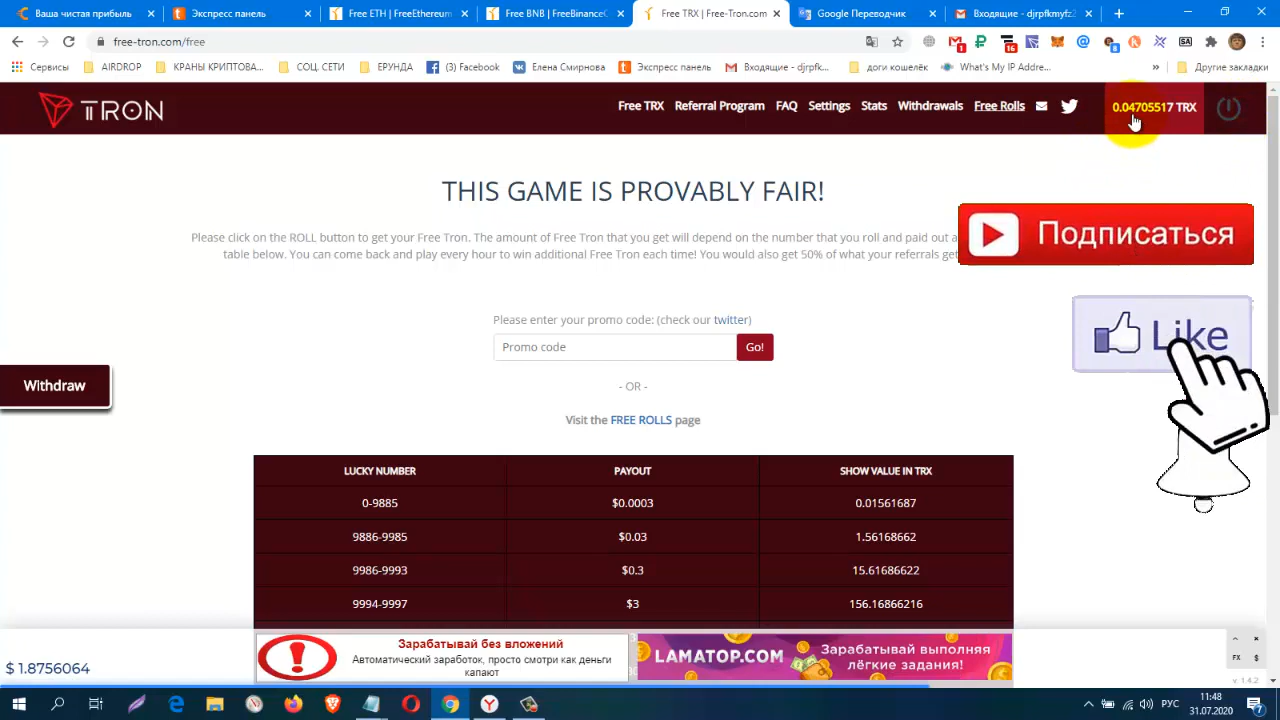 Ваша чистая прибыль
Экспресс панель
Free ETH | FreeEthereum
Free BNB | FreeBinanceC
Free TRX | Free-Tron.com
Google Переводчик
Входящие - djrpfkmyfz2
free-tron.com/free
Сервисы
AIRDROP
КРАНЫ КРИПТОВА...
СОЦ. СЕТИ
ЕРУНДА
(3) Facebook
Елена Смирнова
Экспресс панель
Входящие - djrpfk...
доги кошелёк
What's My IP Addre...
»
Другие закладки
TRON
Free TRX
Referral Program
FAQ
Settings
Stats
Withdrawals
Free Rolls
0.04705517 TRX
THIS GAME IS PROVABLY FAIR!
Please click on the ROLL button to get your Free Tron. The amount of Free Tron that you get will depend on the number that you roll and paid out a
table below. You can come back and play every hour to win additional Free Tron each time! You would also get 50% of what your referrals get
Подписаться
Like
Please enter your promo code: (check our twitter)
Promo code
Go!
- OR -
Visit the FREE ROLLS page
Withdraw
LUCKY NUMBER PAYOUT SHOW VALUE IN TRX
0-9885 $0.0003 0.01561687
9886-9985 $0.03 1.56168662
9986-9993 $0.3 15.61686622
9994-9997 $3 156.16866216
Зарабатывай без вложений
Автоматический заработок, просто смотри как деньги
капают
LAMATOP.COM
Зарабатывай выполняя
лёгкие задания!
$ 1.8756064
FX $
v 1.4.2
РУС
11:48
31.07.2020